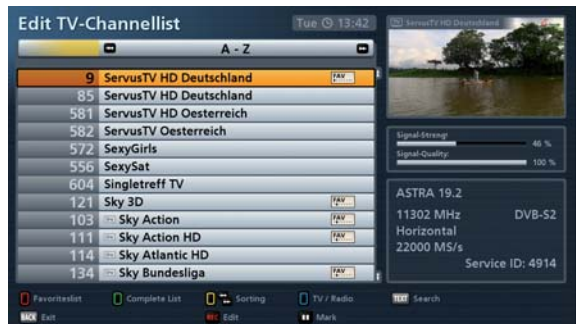 Edit TV-Channellist
Tue 13:42
A - Z
9 ServusTV HD Deutschland FAV
85 ServusTV HD Deutschland
581 ServusTV HD Oesterreich
582 ServusTV Oesterreich
572 SexyGirls
556 SexySat
604 Singletreff TV
121 Sky 3D FAV
103 Sky Action FAV
111 Sky Action HD FAV
114 Sky Atlantic HD
134 Sky Bundesliga FAV
ServusTV HD Deutschland
Signal-Streng:
46 %
Signal-Quality:
100 %
ASTRA 19.2
11302 MHz DVB-S2
Horizontal
22000 MS/s
Service ID: 4914
Favoriteslist Complete List Sorting TV / Radio TEXT Search
BACK Exit REC Edit Mark